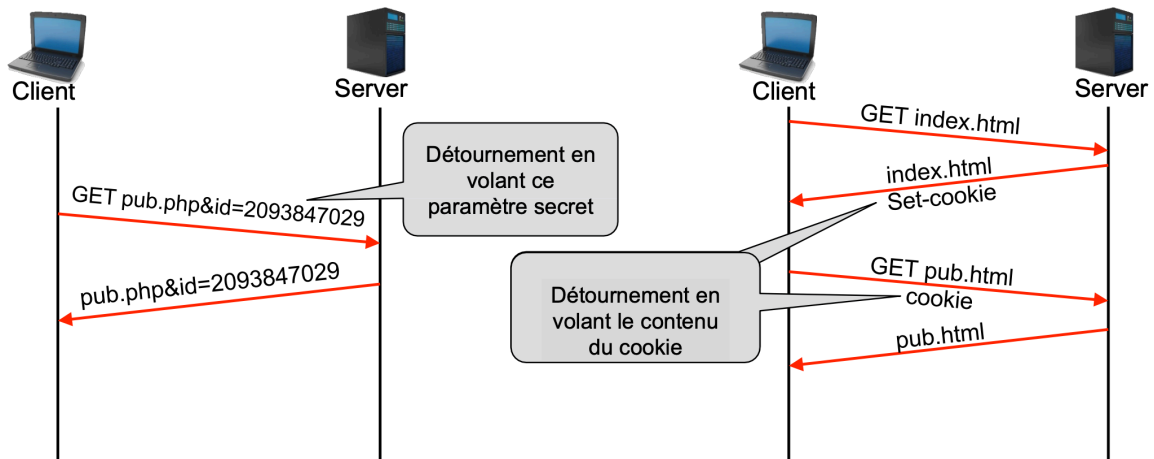 Client
Server
Détournement en
volant ce
paramètre secret
GET pub.php&id=2093847029
pub.php&id=2093847029
Client
Server
GET index.html
index.html
Set-cookie
Détournement en
volant le contenu
du cookie
GET pub.html
cookie
pub.html